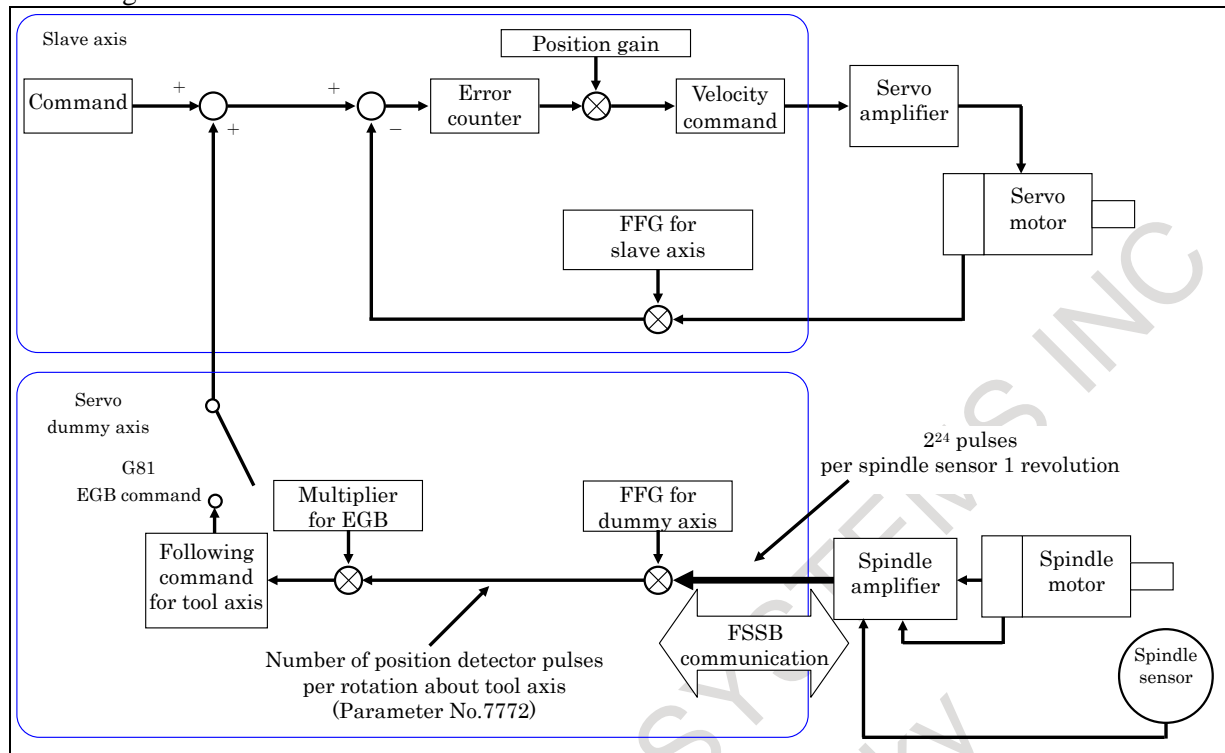 Slave axis
Position gain
Command
+
+
+
−
Error
counter
Velocity
command
Servo
amplifier
Servo
motor
FFG for
slave axis
Servo
dummy axis
G81
EGB command
Multiplier
for EGB
FFG for
dummy axis
2²⁴ pulses
per spindle sensor 1 revolution
Following
command
for tool axis
Spindle
amplifier
Spindle
motor
FSSB
communication
Number of position detector pulses
per rotation about tool axis
(Parameter No.7772)
Spindle
sensor
SYSTEMS INC